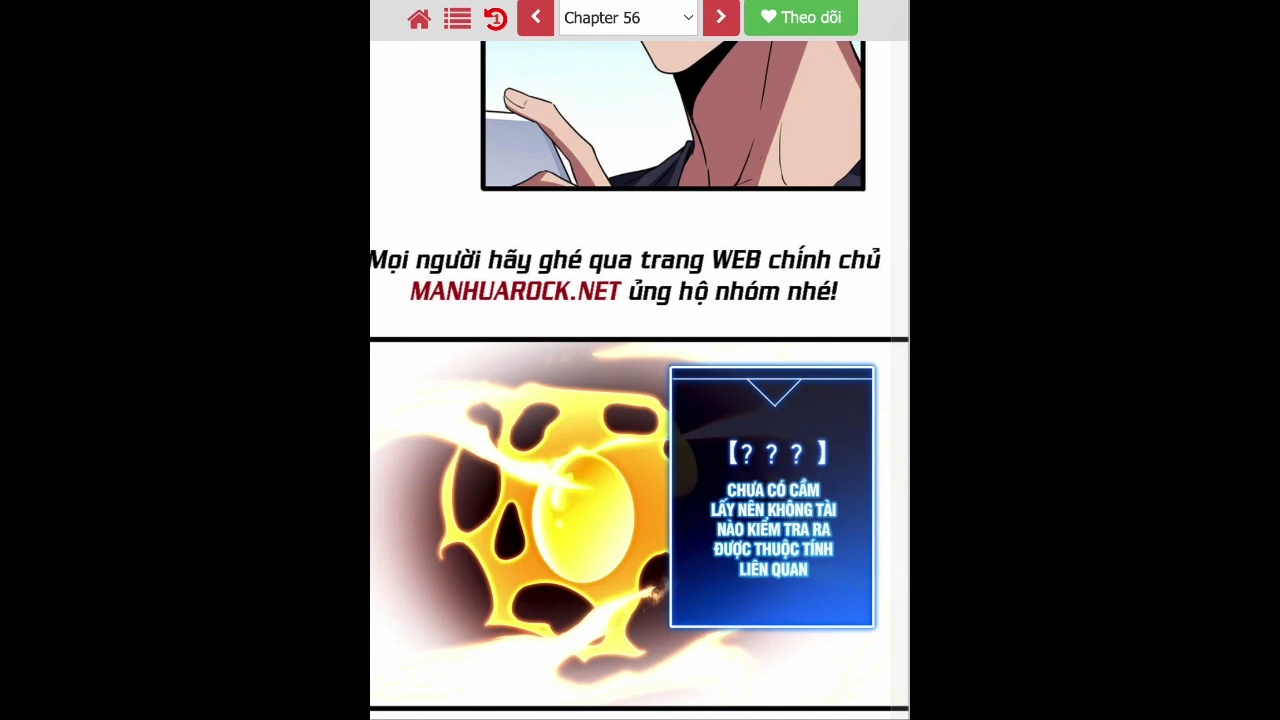 1
Chapter 56
Theo dõi
Mọi người hãy ghé qua trang WEB chính chủ
MANHUAROCK.NET ủng hộ nhóm nhé!
【? ? ?】
CHƯA CÓ CẦM
LẤY NÊN KHÔNG TÀI
NÀO KIỂM TRA RA
ĐƯỢC THUỘC TÍNH
LIÊN QUAN